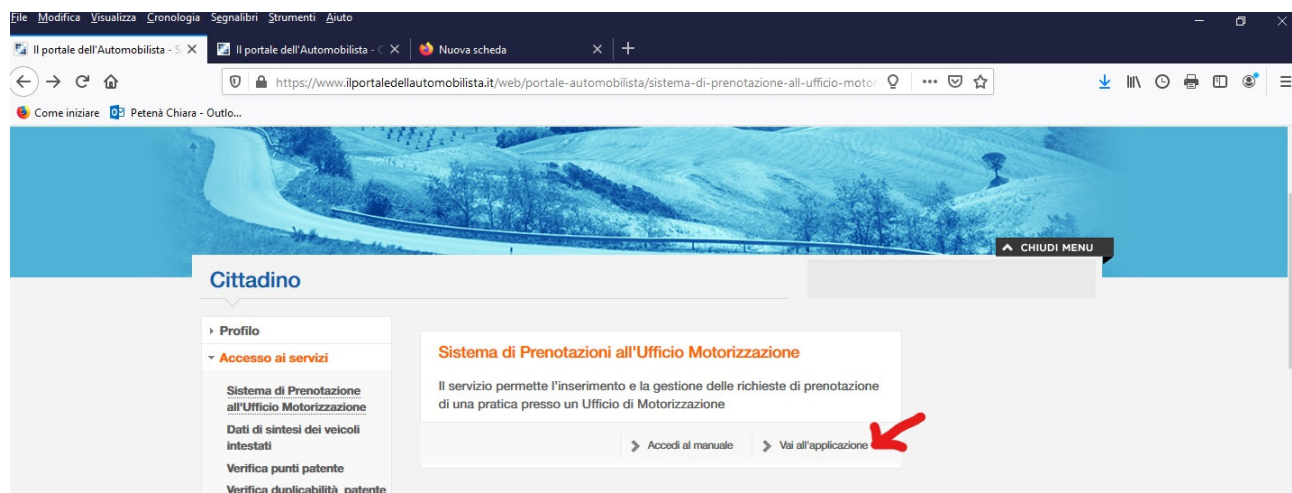 File Modifica Visualizza Cronologia Segnalibri Strumenti Aiuto
Il portale dell'Automobilista - S
Il portale dell'Automobilista - C
Nuova scheda
https://www.ilportaledellautomobilista.it/web/portale-automobilista/sistema-di-prenotazione-all-ufficio-motor
Come iniziare
Petenà Chiara - Outlo...
CHIUDI MENU
Cittadino
Profilo
Accesso ai servizi
Sistema di Prenotazione
all'Ufficio Motorizzazione
Dati di sintesi dei veicoli
intestati
Verifica punti patente
Verifica duplicabilità patente
Sistema di Prenotazioni all'Ufficio Motorizzazione
Il servizio permette l'inserimento e la gestione delle richieste di prenotazione
di una pratica presso un Ufficio di Motorizzazione
Accedi al manuale
Vai all'applicazione